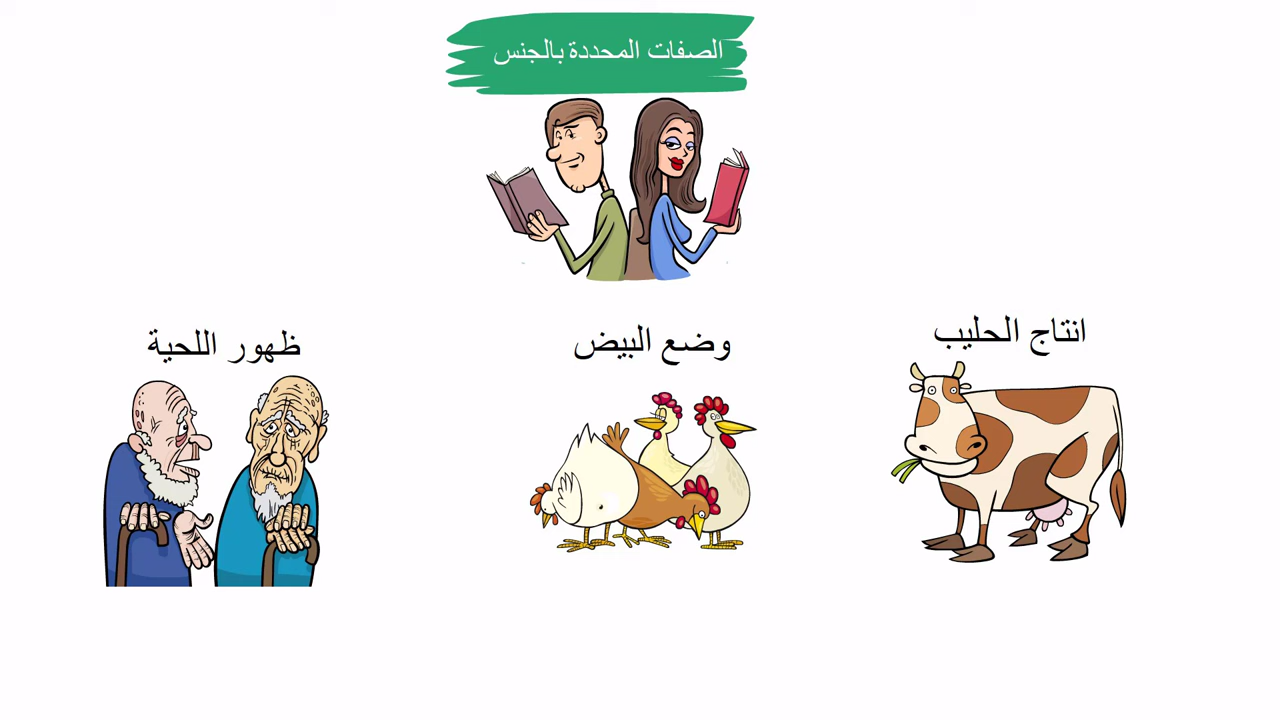 الصفات المحددة بالجنس
انتاج الحليب
وضع البيض
ظهور اللحية